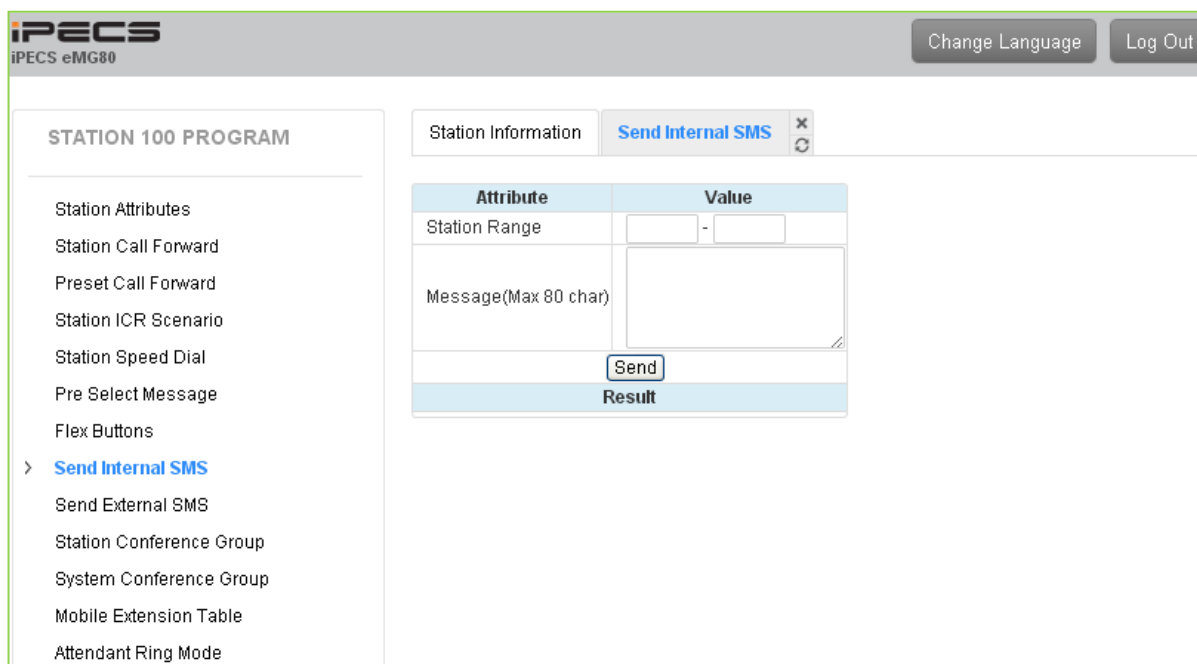 iPECS
iPECS eMG80
Change Language
Log Out
STATION 100 PROGRAM
Station Attributes
Station Call Forward
Preset Call Forward
Station ICR Scenario
Station Speed Dial
Pre Select Message
Flex Buttons
Send Internal SMS
Send External SMS
Station Conference Group
System Conference Group
Mobile Extension Table
Attendant Ring Mode
Station Information
Send Internal SMS
Attribute Value
Station Range -
Message(Max 80 char)
Send
Result